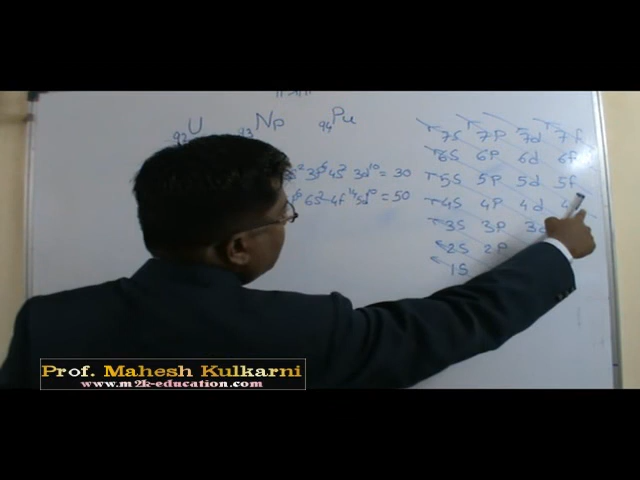 92U 93Np 94Pu
3p6 4s2 3d10 = 30
6s2 4f14 5d10 = 50
7s 7p 7d 7f
6s 6p 6d 6f
5s 5p 5d 5f
4s 4p 4d 4
3s 3p 3d
2s 2p
1s
Prof. Mahesh Kulkarni
www.m2k-education.com